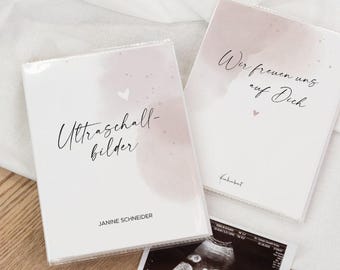 Ultraschall-
bilder
JANINE SCHNEIDER
Wir freuen uns
auf Dich